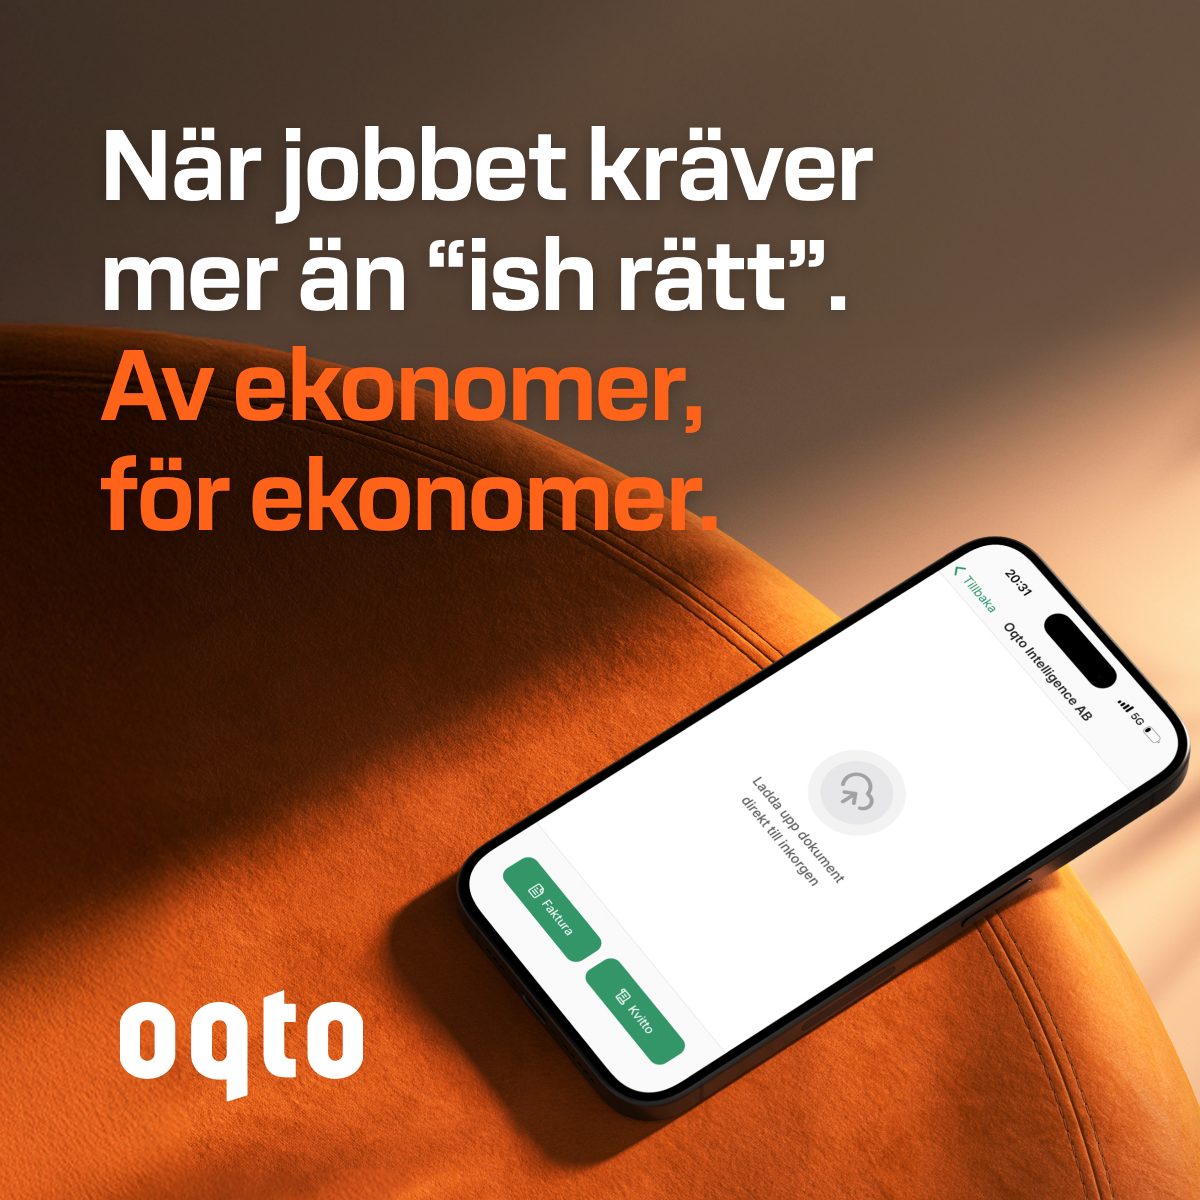 När jobbet kräver
mer än “ish rätt”.
Av ekonomer,
för ekonomer.
20:31
5G
Tillbaka
Oqto Intelligence AB
Ladda upp dokument
direkt till inkorgen
Faktura
Kvitto
oqto